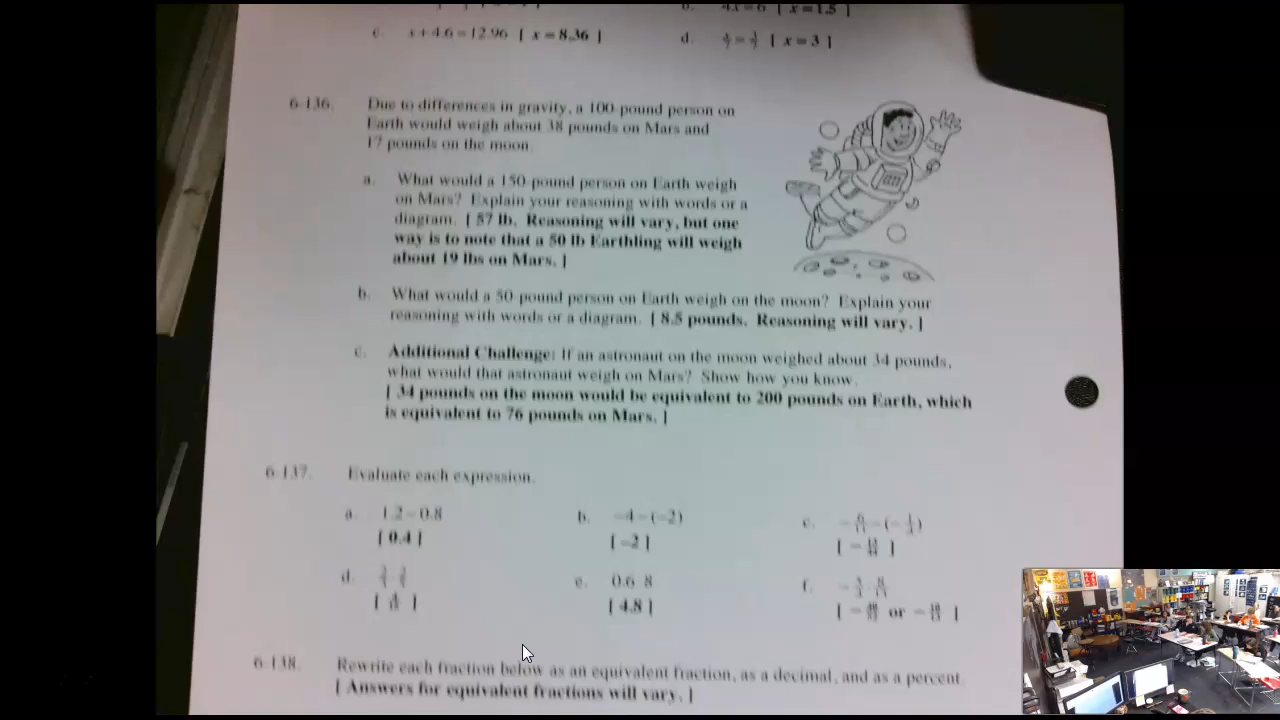 4x = 6 [ x = 1.5 ]
c. x + 4.6 = 12.96 [ x = 8.36 ]
d. [ x = 3 ]
6-136. Due to differences in gravity, a 100-pound person on
Earth would weigh about 38 pounds on Mars and
17 pounds on the moon.
a. What would a 150-pound person on Earth weigh
on Mars? Explain your reasoning with words or a
diagram. [ 57 lb. Reasoning will vary, but one
way is to note that a 50 lb Earthling will weigh
about 19 lbs on Mars. ]
b. What would a 50-pound person on Earth weigh on the moon? Explain your
reasoning with words or a diagram. [ 8.5 pounds. Reasoning will vary. ]
c. Additional Challenge: If an astronaut on the moon weighed about 34 pounds,
what would that astronaut weigh on Mars? Show how you know.
[ 34 pounds on the moon would be equivalent to 200 pounds on Earth, which
is equivalent to 76 pounds on Mars. ]
6-137. Evaluate each expression.
a. 1.2 − 0.8
[ 0.4 ]
b. −4 − (−2)
[ −2 ]
c.
d.
e. 0.6 · 8
[ 4.8 ]
f.
or
6-138. Rewrite each fraction below as an equivalent fraction, as a decimal, and as a percent.
[ Answers for equivalent fractions will vary. ]